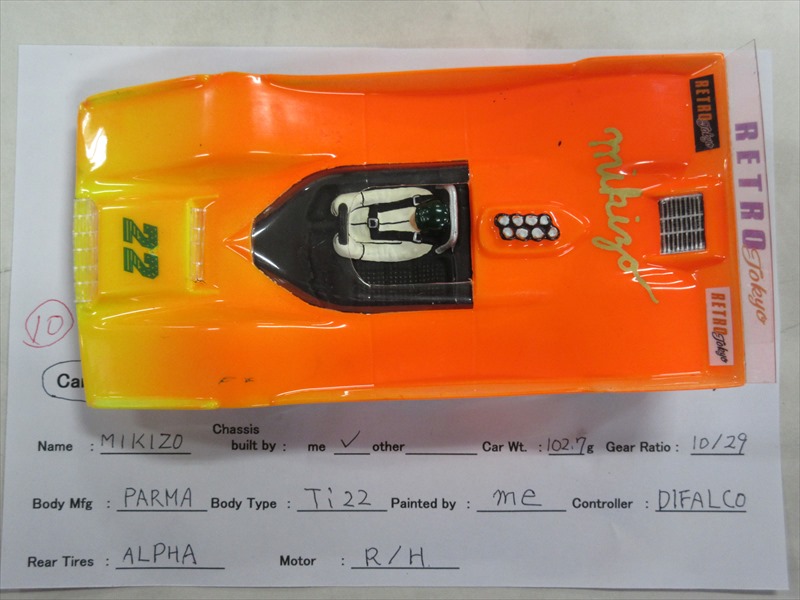 RETRO
Tokyo
mikizo
RETRO
Tokyo
22
RETRO
Tokyo
10
Ca
Name : MIKIZO Chassis built by : me ✓ other Car Wt. : 102.7g Gear Ratio : 10/29
Body Mfg : PARMA Body Type : Ti22 Painted by : me Controller : DIFALCO
Rear Tires : ALPHA Motor : R/H